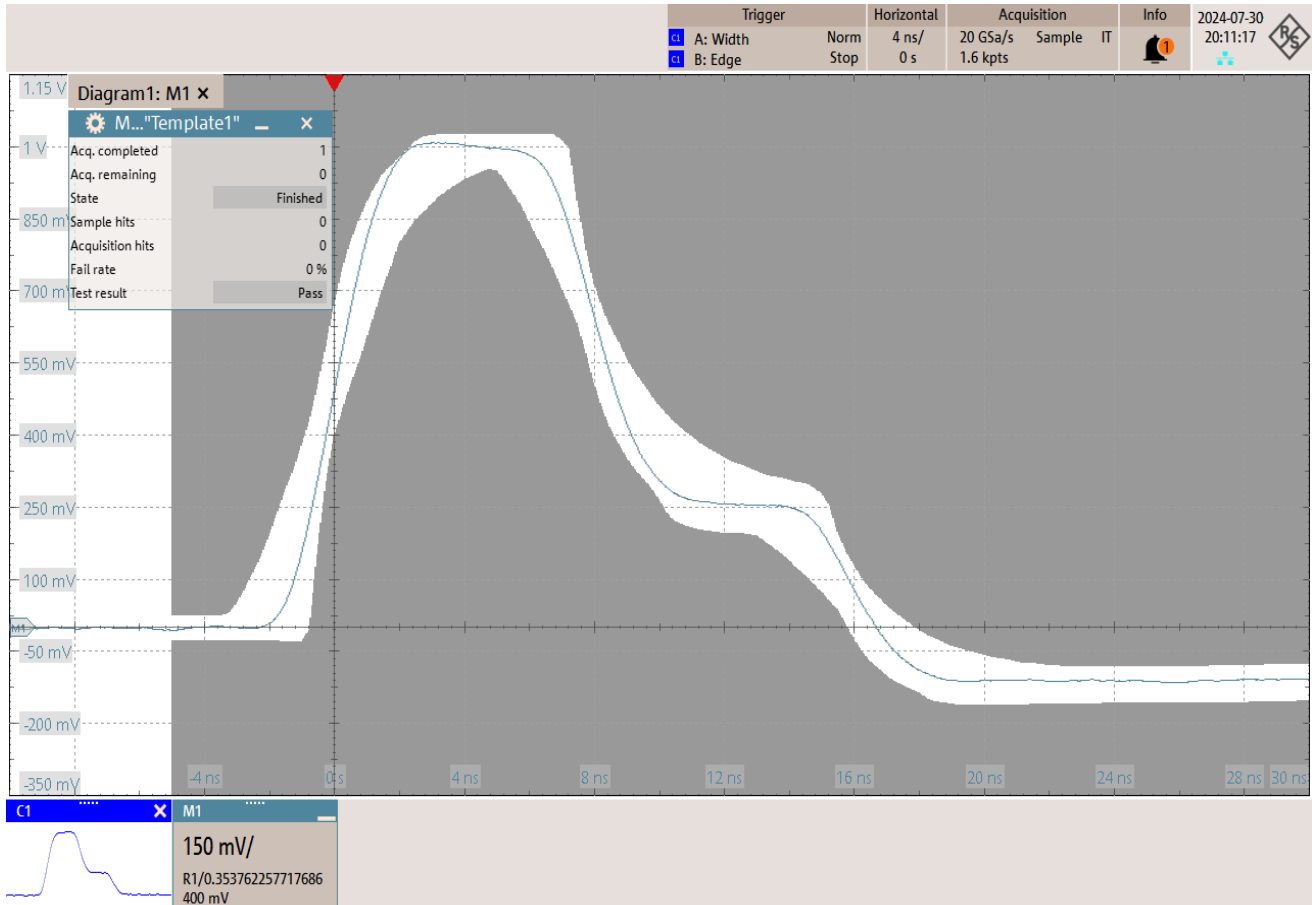 Trigger Horizontal Acquisition Info 2024-07-30
C1 A: Width Norm 4 ns/ 20 GSa/s Sample IT 1 20:11:17 R&S
C1 B: Edge Stop 0 s 1.6 kpts
1.15 V Diagram1: M1 ×
M..."Template1" _ ×
1 V Acq. completed 1
Acq. remaining 0
State Finished
850 m Sample hits 0
Acquisition hits 0
Fail rate 0 %
700 m Test result Pass
550 mV
400 mV
250 mV
100 mV
M1
-50 mV
-200 mV
-350 mV -4 ns 0 s 4 ns 8 ns 12 ns 16 ns 20 ns 24 ns 28 ns 30 ns
C1 × M1 _
150 mV/
R1/0.353762257717686
400 mV